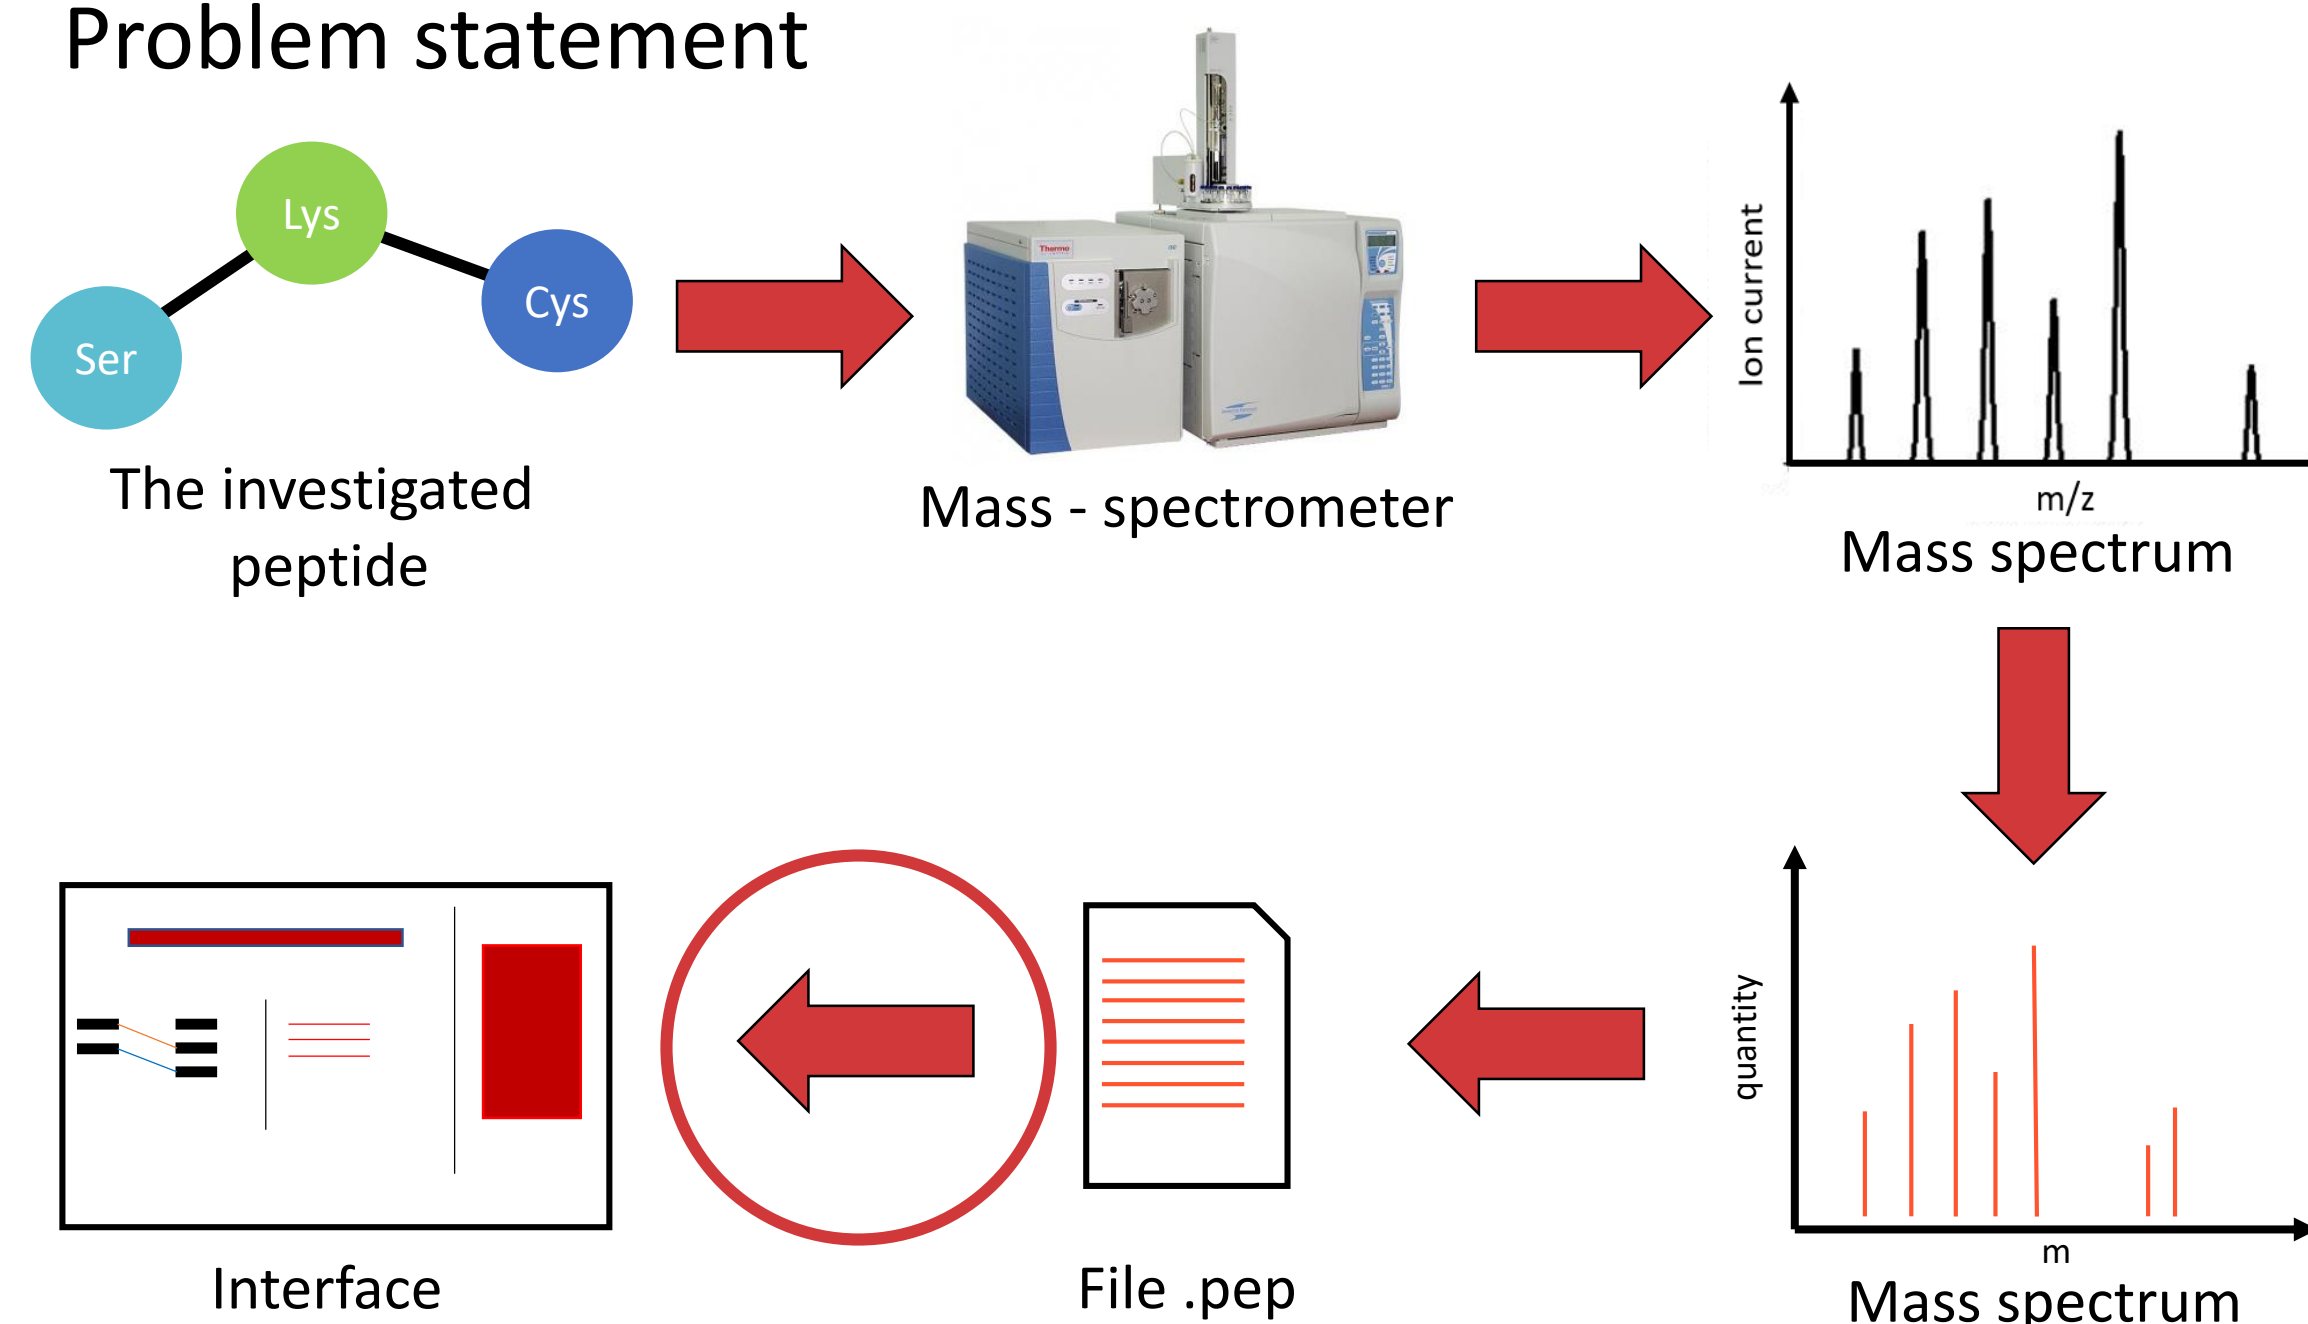 Problem statement
Lys
Cys
Ser
The investigated
peptide
Thermo
Mass - spectrometer
Ion current
m/z
Mass spectrum
Interface
File .pep
quantity
m
Mass spectrum